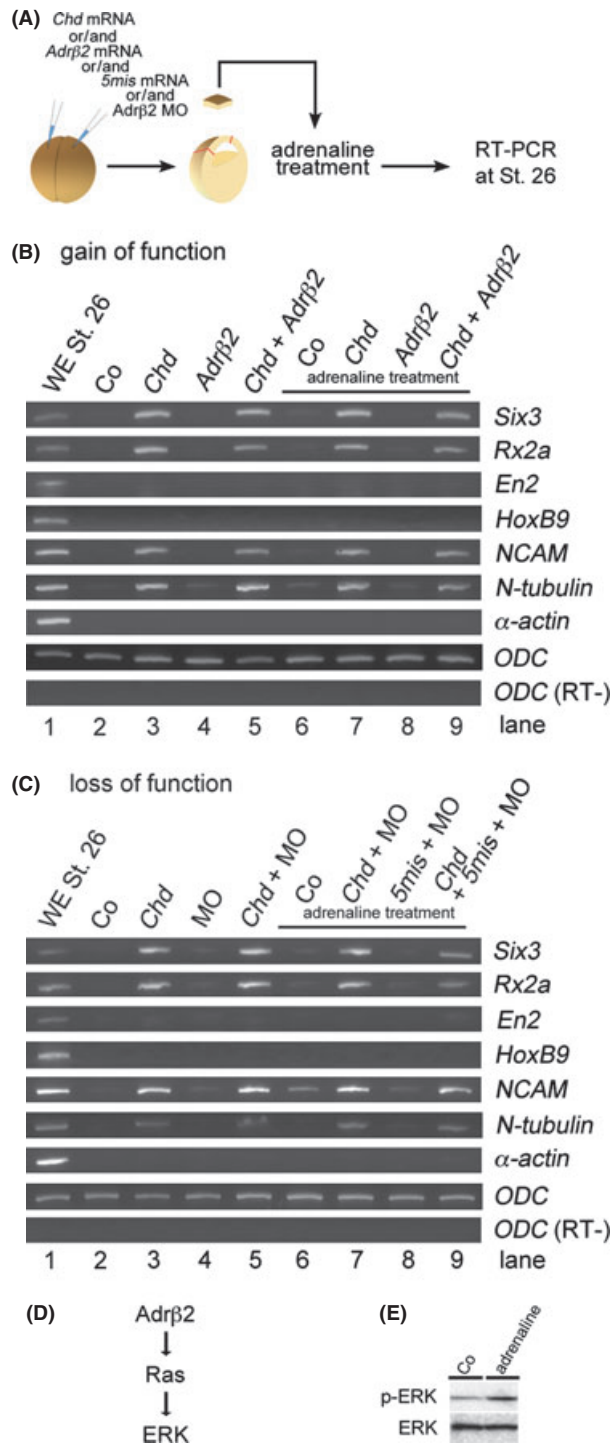 (A)
Chd mRNA
or/and
Adrβ2 mRNA
or/and
5mis mRNA
or/and
Adrβ2 MO
adrenaline
treatment
RT-PCR
at St. 26
(B) gain of function
WE St. 26 Co Chd Adrβ2 Chd + Adrβ2 Co Chd Adrβ2 Chd + Adrβ2
adrenaline treatment
Six3
Rx2a
En2
HoxB9
NCAM
N-tubulin
α-actin
ODC
ODC (RT-)
1 2 3 4 5 6 7 8 9 lane
(C) loss of function
WE St. 26 Co Chd MO Chd + MO Co Chd + MO 5mis + MO Chd + 5mis + MO
adrenaline treatment
Six3
Rx2a
En2
HoxB9
NCAM
N-tubulin
α-actin
ODC
ODC (RT-)
1 2 3 4 5 6 7 8 9 lane
(D)
Adrβ2
Ras
ERK
(E)
Co adrenaline
p-ERK
ERK